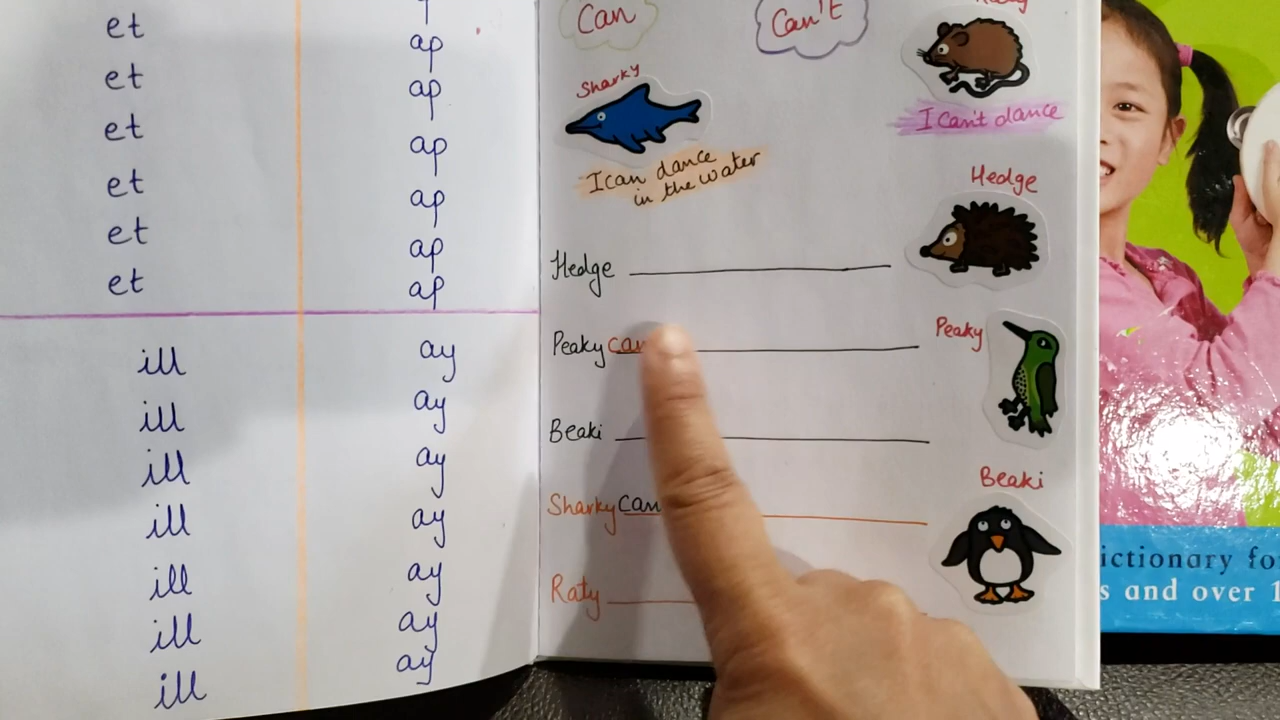 et
et
et
et
et
et
ap
ap
ap
ap
ap
ap
ill
ill
ill
ill
ill
ill
ill
ay
ay
ay
ay
ay
ay
ay
Can
Can't
Sharky
I can dance
in the water
I can't dance
Hedge
Hedge
Peaky
Peaky
Beaki
Beaki
Sharky can
Raty
ictionary fo
s and over 1